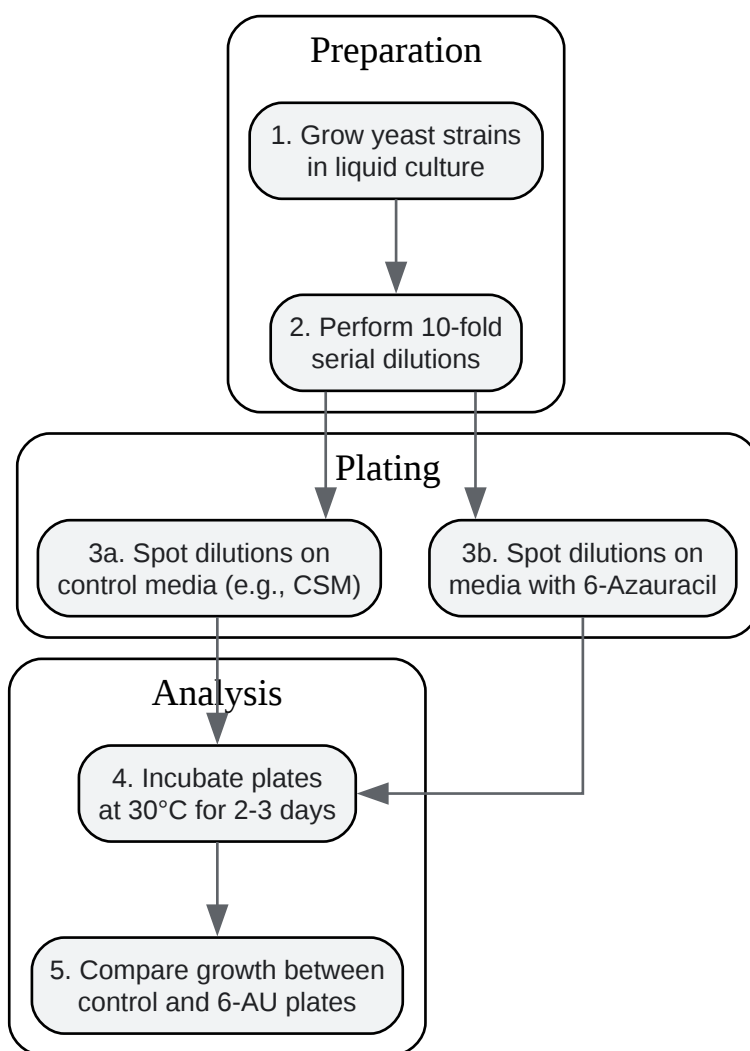 Preparation
1. Grow yeast strains
in liquid culture
2. Perform 10-fold
serial dilutions
Plating
3a. Spot dilutions on
control media (e.g., CSM)
3b. Spot dilutions on
media with 6-Azauracil
Analysis
4. Incubate plates
at 30°C for 2-3 days
5. Compare growth between
control and 6-AU plates